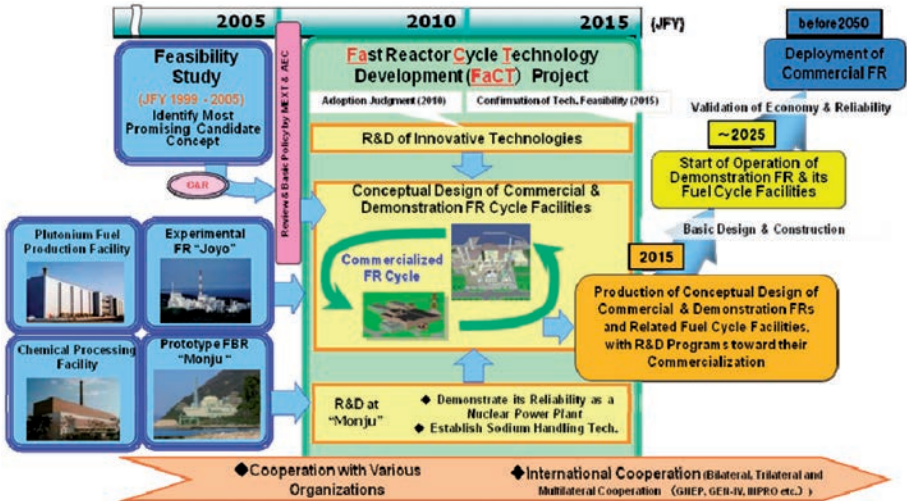 2005
2010
2015
(JFY)
before2050
Deployment of
Commercial FR
Validation of Economy & Reliability
~2025
Start of Operation of
Demonstration FR & its
Fuel Cycle Facilities
Basic Design & Construction
2015
Production of Conceptual Design of
Commercial & Demonstration FRs
and Related Fuel Cycle Facilities,
with R&D Programs toward their
Commercialization
Feasibility
Study
(JFY 1999 - 2005)
Identify Most
Promising Candidate
Concept
C&R
Review & Basic Policy by MEXT & AEC
Fast Reactor Cycle Technology
Development (FaCT) Project
Adoption Judgment (2010)
Confirmation of Tech. Feasibility (2015)
R&D of Innovative Technologies
Conceptual Design of Commercial &
Demonstration FR Cycle Facilities
Commercialized
FR Cycle
Plutonium Fuel
Production Facility
Experimental
FR "Joyo"
Chemical Processing
Facility
Prototype FBR
"Monju "
R&D at
"Monju"
◆ Demonstrate its Reliability as a
Nuclear Power Plant
◆ Establish Sodium Handling Tech.
◆Cooperation with Various
Organizations
◆International Cooperation (Bilateral, Trilateral and
Multilateral Cooperation (GNEP, GEN-IV, INPRO etc.) )